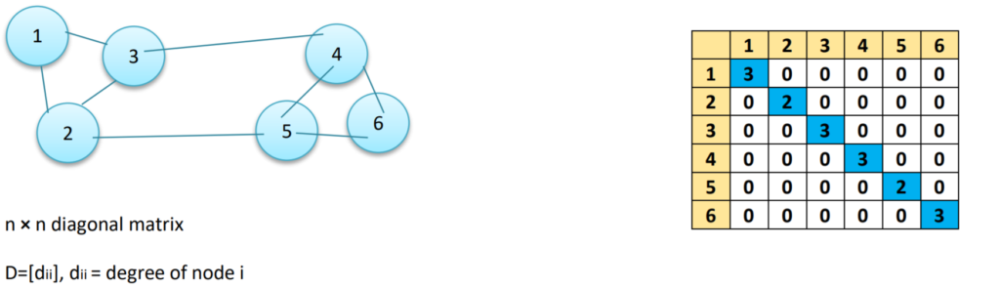 1
3
4
2
5
6
1 2 3 4 5 6
1 3 0 0 0 0 0
2 0 2 0 0 0 0
3 0 0 3 0 0 0
4 0 0 0 3 0 0
5 0 0 0 0 2 0
6 0 0 0 0 0 3
n × n diagonal matrix
D=[dii], dii = degree of node i